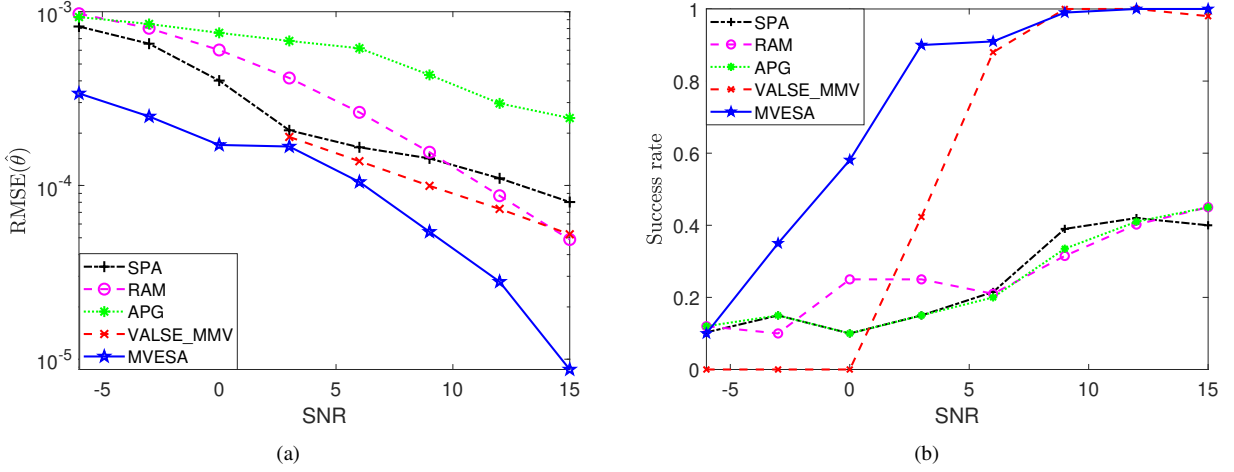 10^{-3}
10^{-4}
10^{-5}
RMSE(\hat{\theta})
SPA
RAM
APG
VALSE_MMV
MVESA
-5 0 5 10 15
SNR
(a)
1
0.8
0.6
0.4
0.2
0
Success rate
SPA
RAM
APG
VALSE_MMV
MVESA
-5 0 5 10 15
SNR
(b)